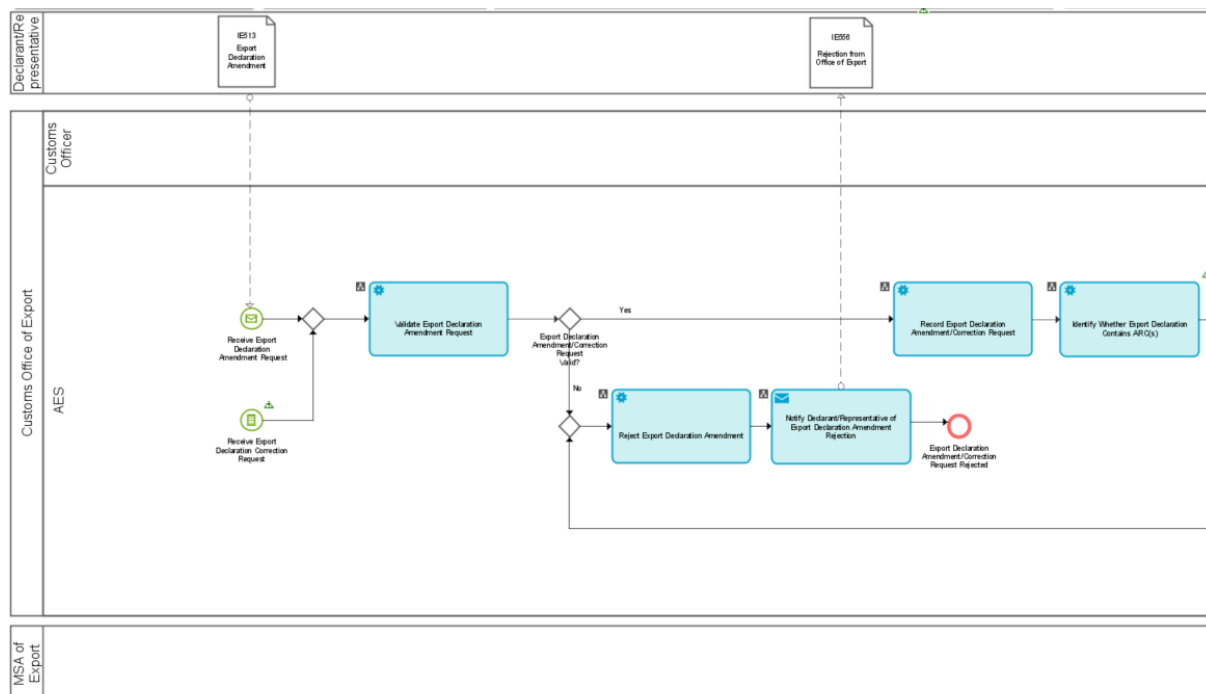 Declarant/Re
presentative
IE513
Export
Declaration
Amendment
IE556
Rejection from
Office of Export
Customs Office of Export
Customs
Officer
AES
Receive Export
Declaration
Amendment Request
Receive Export
Declaration Correction
Request
Validate Export Declaration
Amendment Request
Export Declaration
Amendment/Correction
Request
Valid?
Yes
No
Reject Export Declaration Amendment
Notify Declarant/Representative of
Export Declaration Amendment
Rejection
Export Declaration
Amendment/Correction
Request Rejected
Record Export Declaration
Amendment/Correction Request
Identify Whether Export Declaration
Contains ARC(s)
MSA of
Export